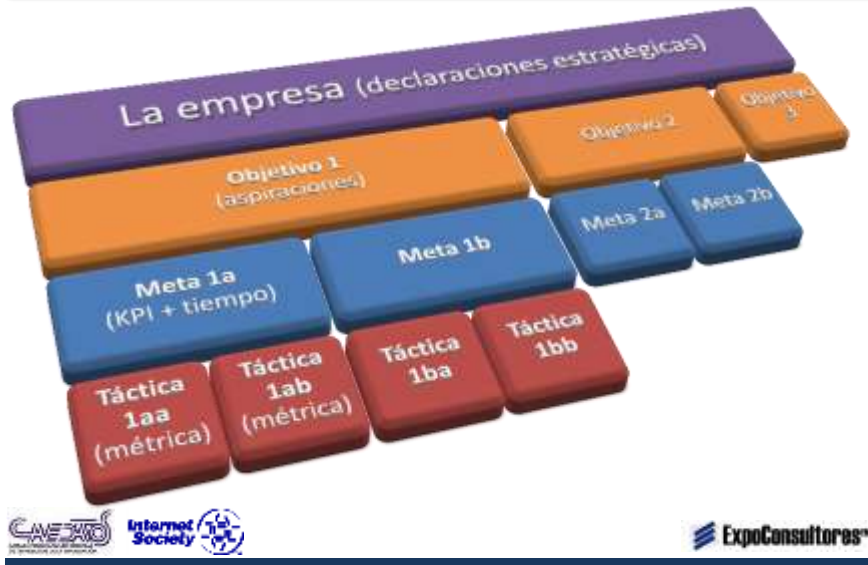 La empresa (declaraciones estratégicas)
Objetivo 1
(aspiraciones)
Objetivo 2
Objetivo
3
Meta 1a
(KPI + tiempo)
Meta 1b
Meta 2a
Meta 2b
Táctica
1aa
(métrica)
Táctica
1ab
(métrica)
Táctica
1ba
Táctica
1bb
CAVEDATOS
Internet
Society
ExpoConsultores